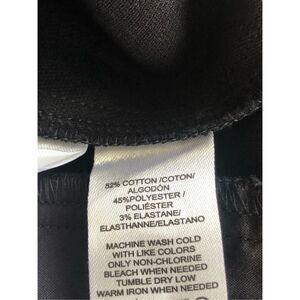 52% COTTON /COTON/
ALGODÓN
45%POLYESTER /
POLIÉSTER
3% ELASTANE/
ELASTHANNE/ELASTANO
MACHINE WASH COLD
WITH LIKE COLORS
ONLY NON-CHLORINE
BLEACH WHEN NEEDED
TUMBLE DRY LOW
WARM IRON WHEN NEEDED